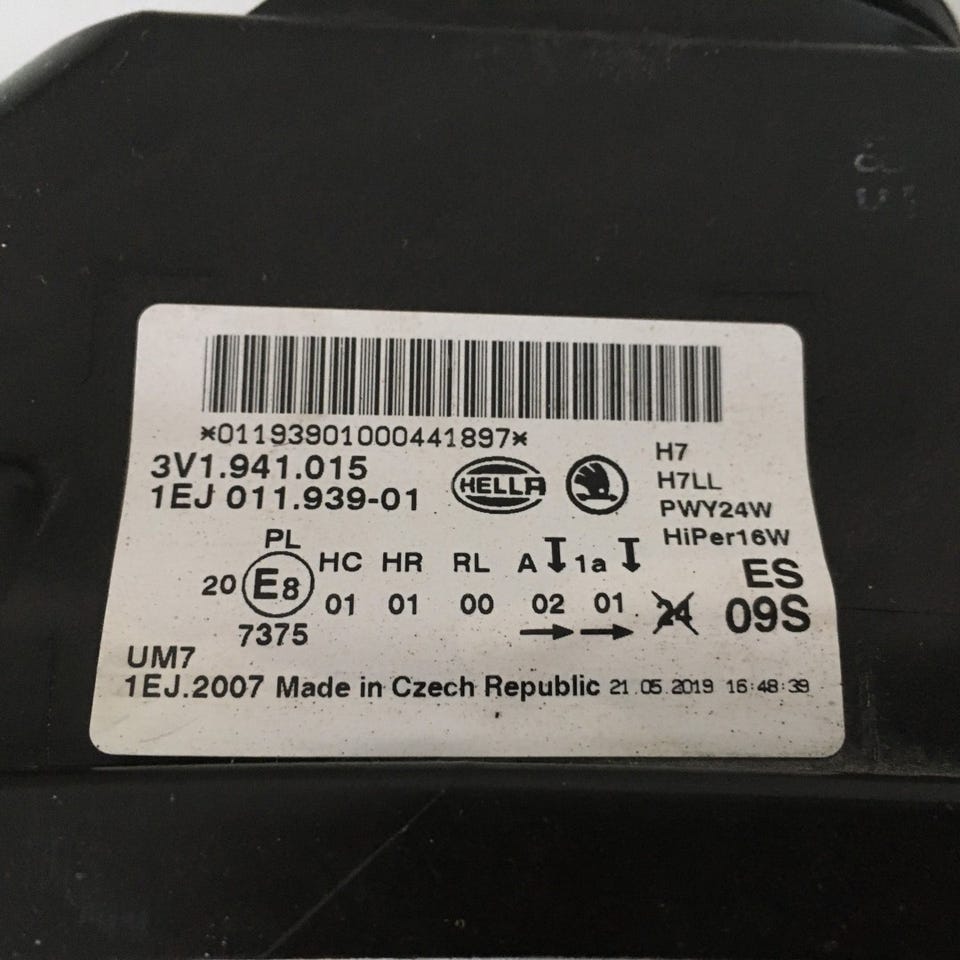 *01193901000441897*
3V1.941.015
1EJ 011.939-01
HELLA
H7
H7LL
PWY24W
HiPer16W
PL
20 E8 HC HR RL A 1a
01 01 00 02 01 24
7375
ES
09S
UM7
1EJ.2007 Made in Czech Republic 21.05.2019 16:48:39